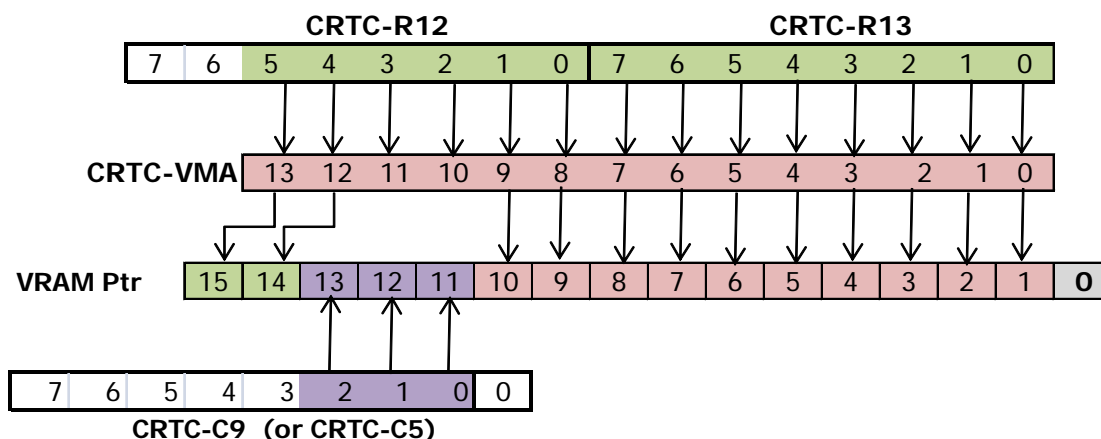 CRTC-R12 CRTC-R13
7 6 5 4 3 2 1 0 7 6 5 4 3 2 1 0
CRTC-VMA 13 12 11 10 9 8 7 6 5 4 3 2 1 0
VRAM Ptr 15 14 13 12 11 10 9 8 7 6 5 4 3 2 1 0
7 6 5 4 3 2 1 0 0
CRTC-C9 (or CRTC-C5)